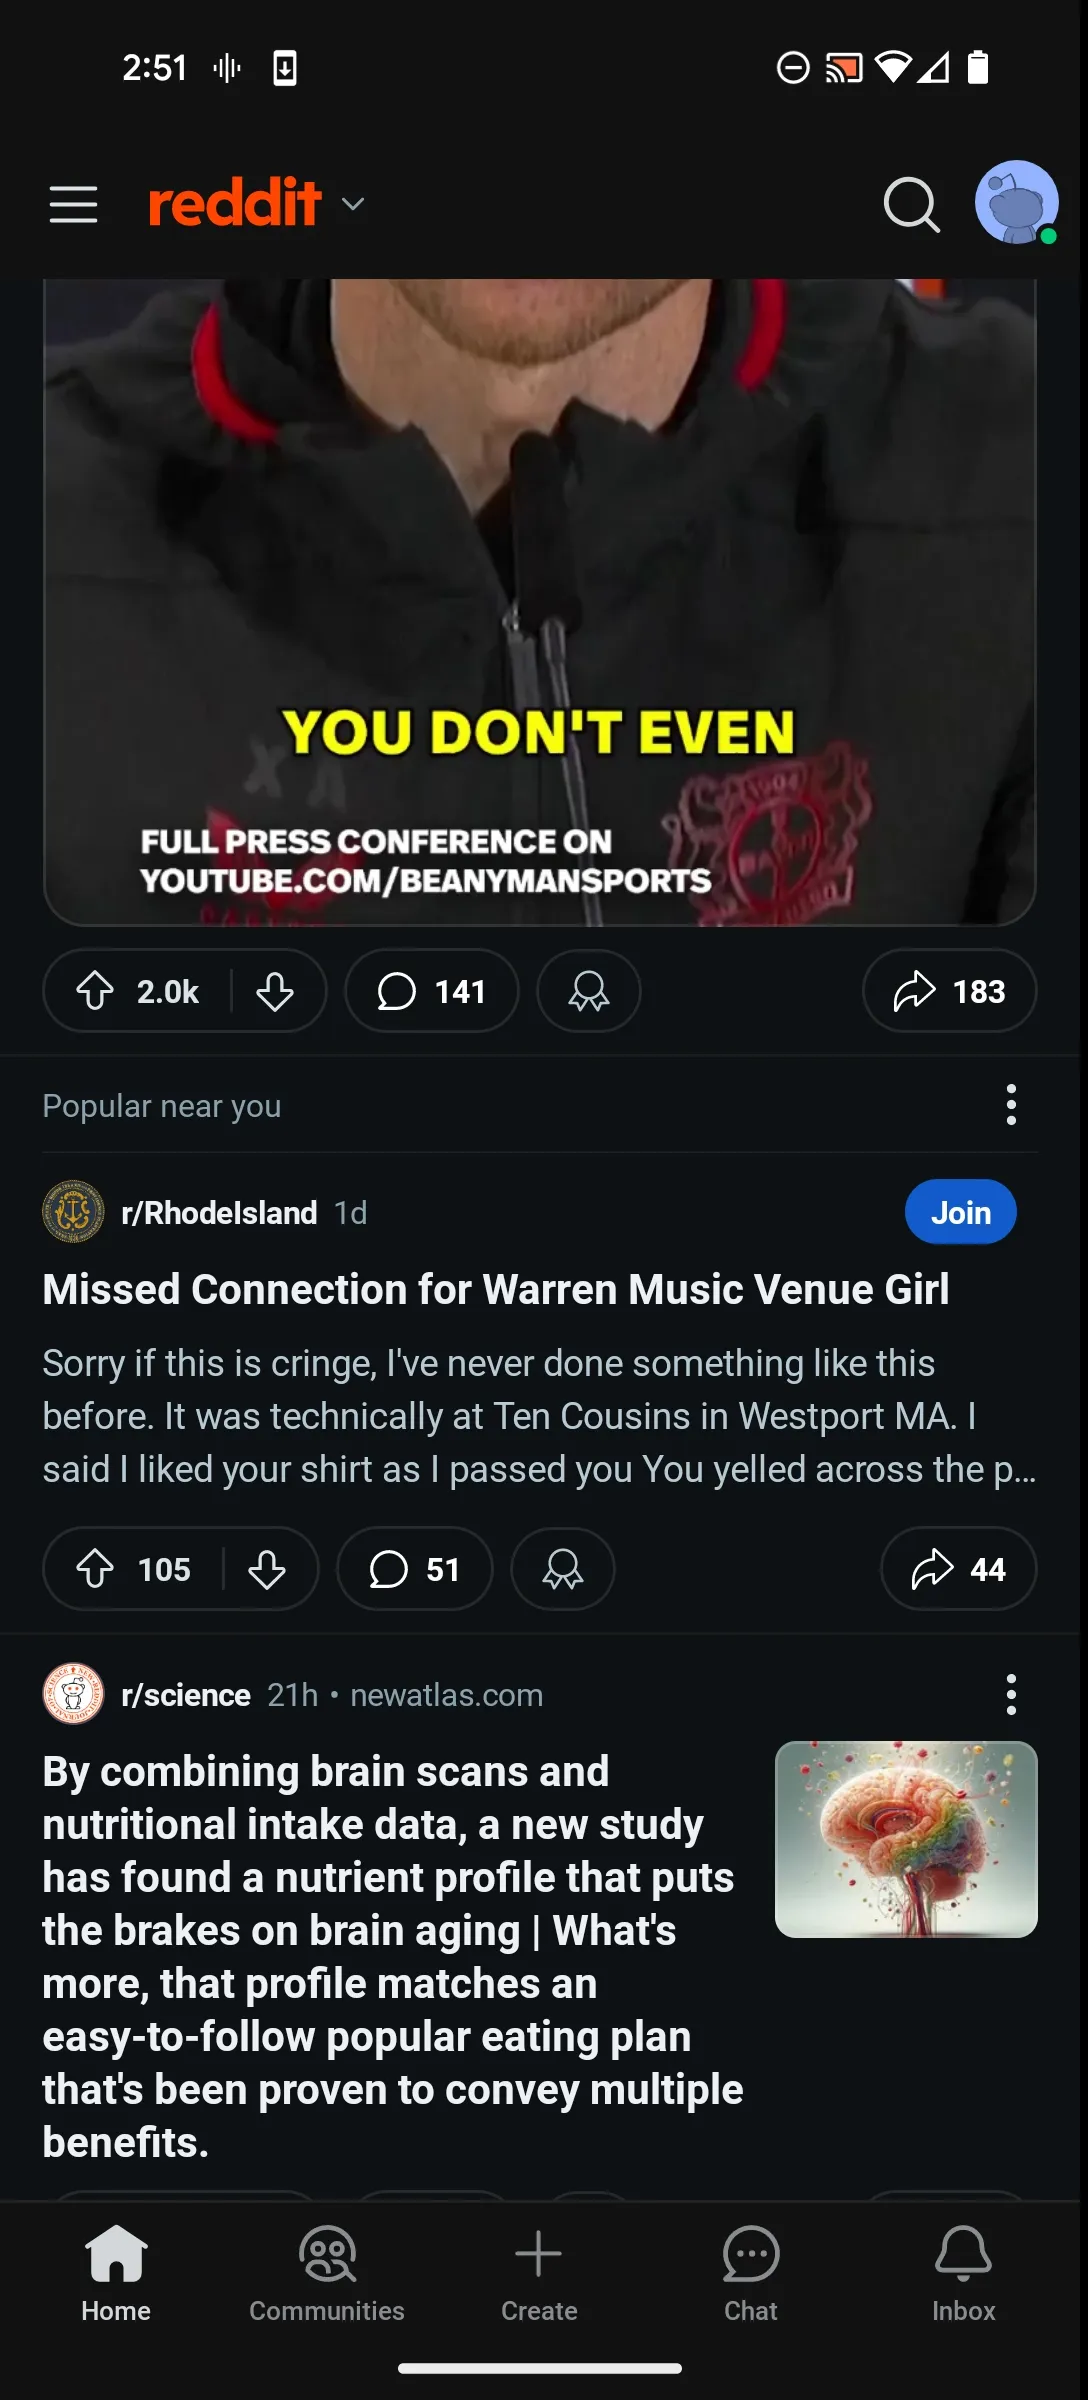 2:51
reddit
YOU DON'T EVEN
FULL PRESS CONFERENCE ON
YOUTUBE.COM/BEANYMANSPORTS
2.0k
141
183
Popular near you
r/RhodeIsland 1d
Join
Missed Connection for Warren Music Venue Girl
Sorry if this is cringe, I've never done something like this
before. It was technically at Ten Cousins in Westport MA. I
said I liked your shirt as I passed you You yelled across the p...
105
51
44
r/science 21h • newatlas.com
By combining brain scans and
nutritional intake data, a new study
has found a nutrient profile that puts
the brakes on brain aging | What's
more, that profile matches an
easy-to-follow popular eating plan
that's been proven to convey multiple
benefits.
Home
Communities
Create
Chat
Inbox